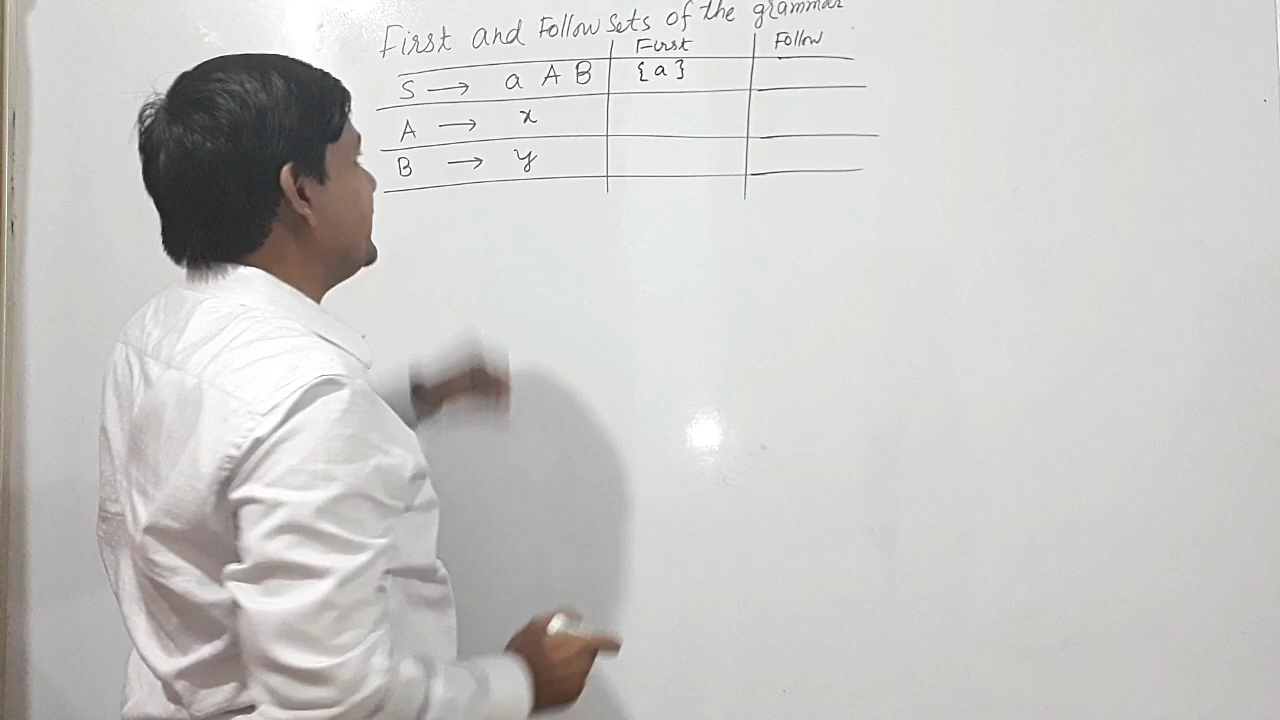 First and Follow Sets of the grammar
First Follow
S → a A B {a}
A → x
B → y